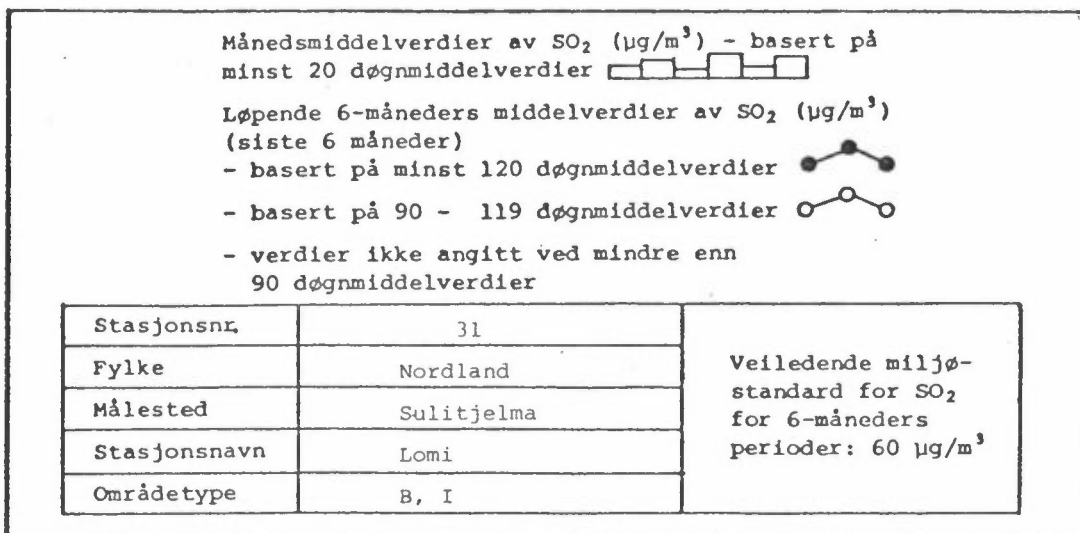 Månedsmiddelverdier av SO₂ (µg/m³) - basert på
minst 20 døgnmiddelverdier
Løpende 6-måneders middelverdier av SO₂ (µg/m³)
(siste 6 måneder)
- basert på minst 120 døgnmiddelverdier
- basert på 90 - 119 døgnmiddelverdier
- verdier ikke angitt ved mindre enn
90 døgnmiddelverdier
Stasjonsnr. 31
Fylke Nordland
Målested Sulitjelma
Stasjonsnavn Lomi
Områdetype B, I
Veiledende miljø-
standard for SO₂
for 6-måneders
perioder: 60 µg/m³